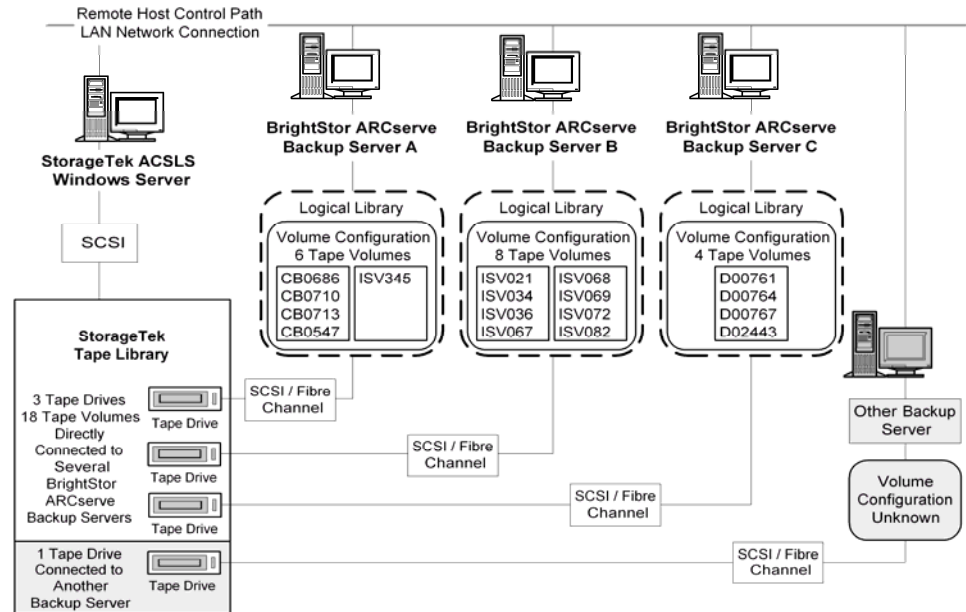 Remote Host Control Path
LAN Network Connection
StorageTek ACSLS
Windows Server
SCSI
BrightStor ARCserve
Backup Server A
Logical Library
Volume Configuration
6 Tape Volumes
CB0686
CB0710
CB0713
CB0547
ISV345
BrightStor ARCserve
Backup Server B
Logical Library
Volume Configuration
8 Tape Volumes
ISV021
ISV034
ISV036
ISV067
ISV068
ISV069
ISV072
ISV082
BrightStor ARCserve
Backup Server C
Logical Library
Volume Configuration
4 Tape Volumes
D00761
D00764
D00767
D02443
StorageTek
Tape Library
3 Tape Drives
18 Tape Volumes
Directly
Connected to
Several
BrightStor
ARCserve
Backup Servers
Tape Drive
Tape Drive
Tape Drive
1 Tape Drive
Connected to
Another
Backup Server
Tape Drive
SCSI / Fibre
Channel
SCSI / Fibre
Channel
SCSI / Fibre
Channel
SCSI / Fibre
Channel
Other Backup
Server
Volume
Configuration
Unknown